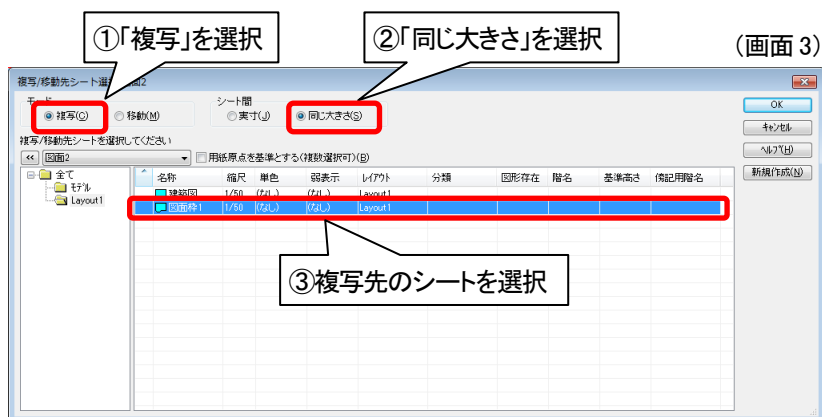 ①「複写」を選択
②「同じ大きさ」を選択
(画面 3)
複写/移動先シート選
図2
モード
複写(C)
移動(M)
シート間
実寸(J)
同じ大きさ(S)
OK
キャンセル
ヘルプ(H)
新規作成(N)
複写/移動先シートを選択してください
<< 図面2
用紙原点を基準とする(複数選択可)(B)
全て
モデル
Layout1
名称 縮尺 単色 弱表示 レイアウト 分類 図形存在 階名 基準高さ 傍記用階名
建築図 1/50 (なし) (なし) Layout1
図面枠1 1/50 (なし) (なし) Layout1
③複写先のシートを選択